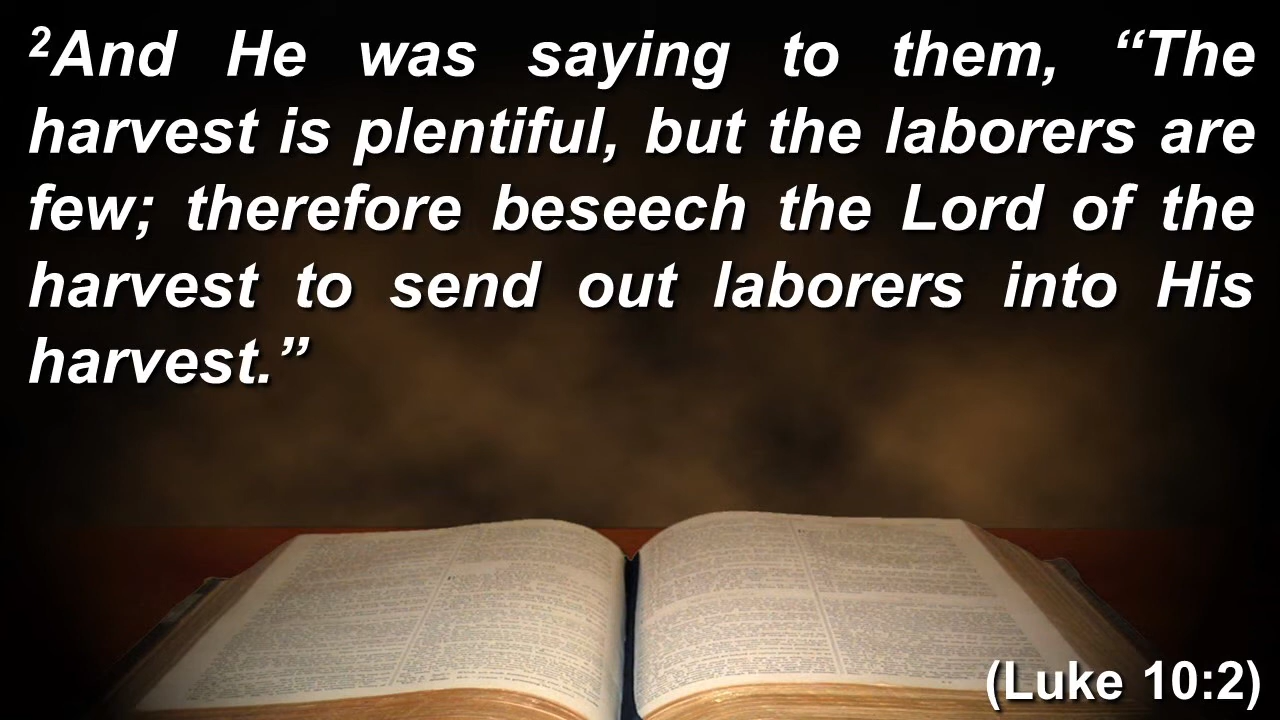 ²And He was saying to them, “The
harvest is plentiful, but the laborers are
few; therefore beseech the Lord of the
harvest to send out laborers into His
harvest.”
(Luke 10:2)